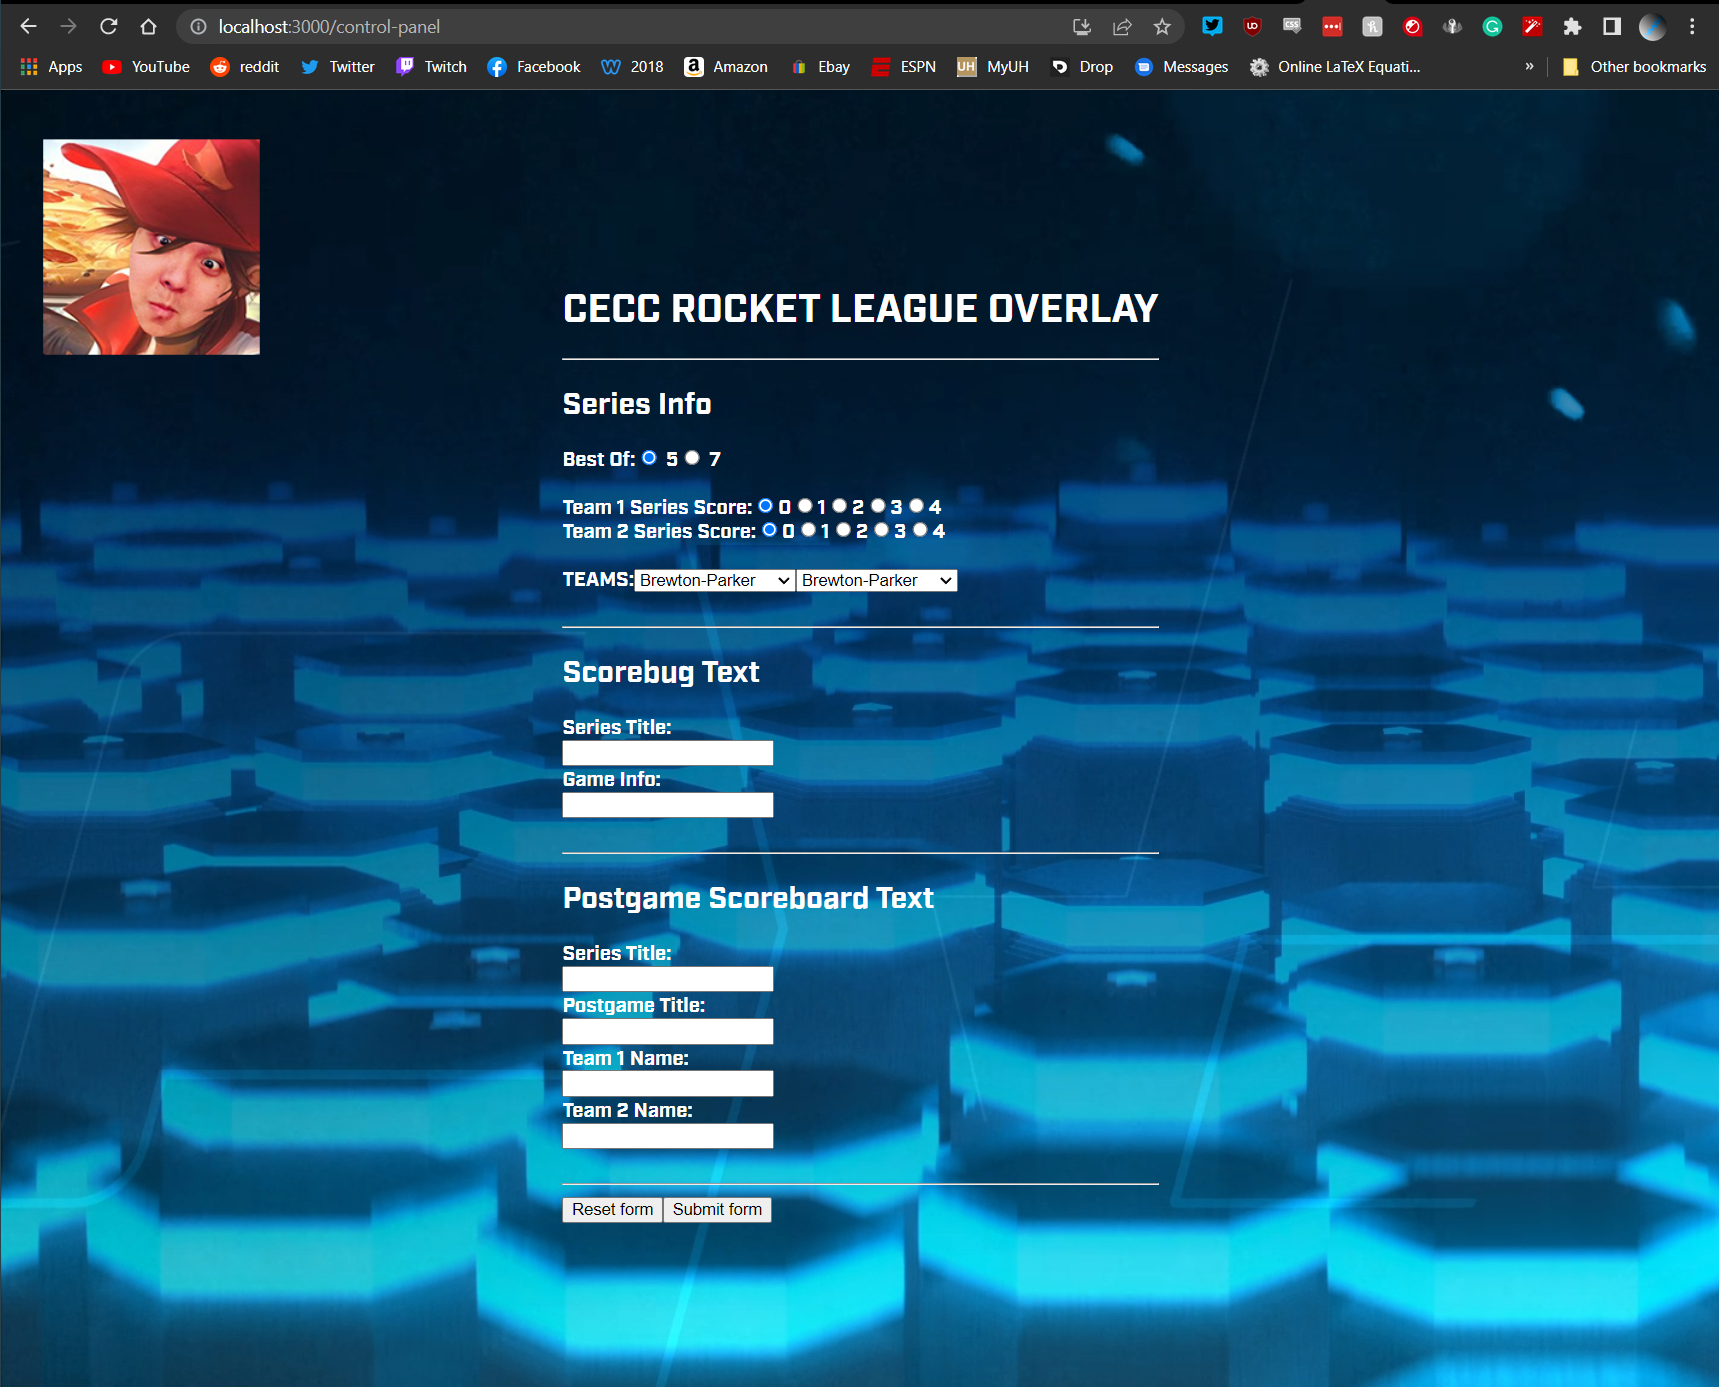 localhost:3000/control-panel
Apps YouTube reddit Twitter Twitch Facebook 2018 Amazon Ebay ESPN UH MyUH Drop Messages Online LaTeX Equati... » Other bookmarks
CECC ROCKET LEAGUE OVERLAY
Series Info
Best Of: 5 7
Team 1 Series Score: 0 1 2 3 4
Team 2 Series Score: 0 1 2 3 4
TEAMS: Brewton-Parker Brewton-Parker
Scorebug Text
Series Title:
Game Info:
Postgame Scoreboard Text
Series Title:
Postgame Title:
Team 1 Name:
Team 2 Name:
Reset form Submit form